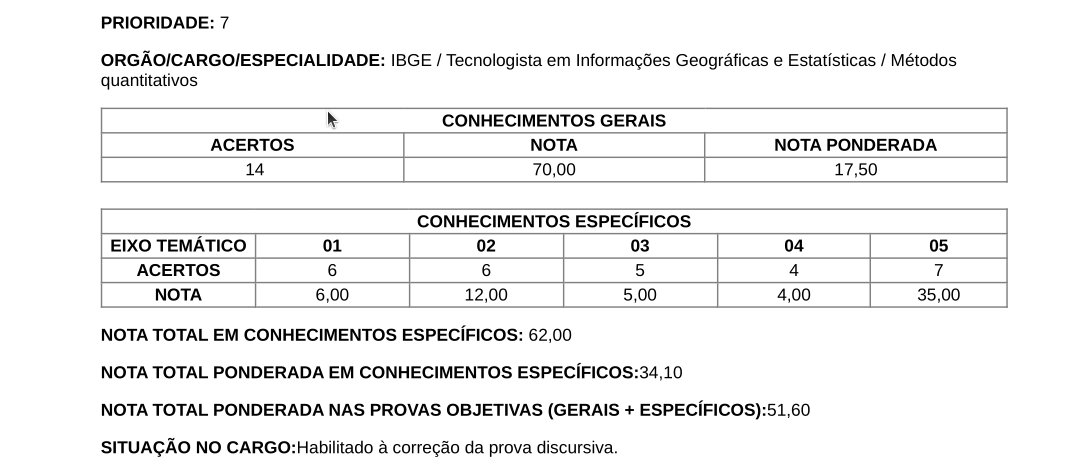 PRIORIDADE: 7
ORGÃO/CARGO/ESPECIALIDADE: IBGE / Tecnologista em Informações Geográficas e Estatísticas / Métodos
quantitativos
CONHECIMENTOS GERAIS
ACERTOS NOTA NOTA PONDERADA
14 70,00 17,50
CONHECIMENTOS ESPECÍFICOS
EIXO TEMÁTICO 01 02 03 04 05
ACERTOS 6 6 5 4 7
NOTA 6,00 12,00 5,00 4,00 35,00
NOTA TOTAL EM CONHECIMENTOS ESPECÍFICOS: 62,00
NOTA TOTAL PONDERADA EM CONHECIMENTOS ESPECÍFICOS:34,10
NOTA TOTAL PONDERADA NAS PROVAS OBJETIVAS (GERAIS + ESPECÍFICOS):51,60
SITUAÇÃO NO CARGO:Habilitado à correção da prova discursiva.